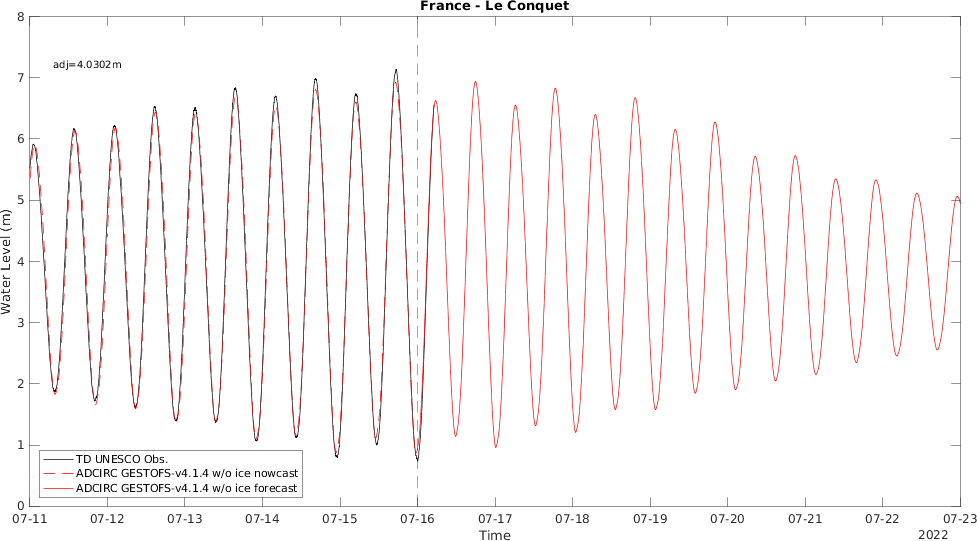 France - Le Conquet
8
7
6
5
4
3
2
1
0
Water Level (m)
adj=4.0302m
TD UNESCO Obs.
ADCIRC GESTOFS-v4.1.4 w/o ice nowcast
ADCIRC GESTOFS-v4.1.4 w/o ice forecast
07-11 07-12 07-13 07-14 07-15 07-16 07-17 07-18 07-19 07-20 07-21 07-22 07-23
Time
2022